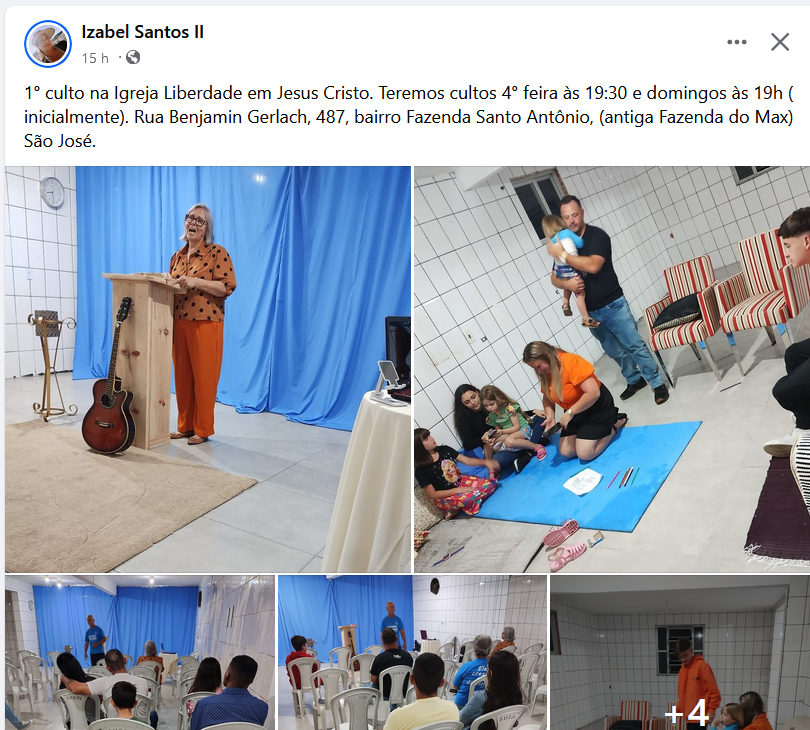 Izabel Santos II
15 h ·
1° culto na Igreja Liberdade em Jesus Cristo. Teremos cultos 4° feira às 19:30 e domingos às 19h (
inicialmente). Rua Benjamin Gerlach, 487, bairro Fazenda Santo Antônio, (antiga Fazenda do Max)
São José.
+4